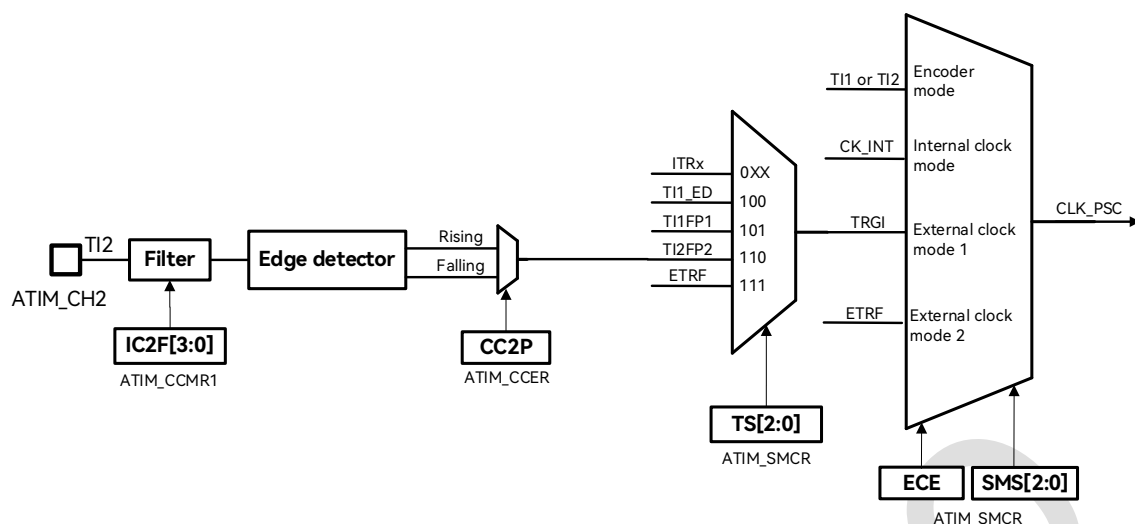 TI1 or TI2
Encoder
mode
CK_INT
Internal clock
mode
ITRx
0XX
TI1_ED
100
TI1FP1
101
TI2FP2
110
ETRF
111
TRGI
External clock
mode 1
CLK_PSC
ETRF
External clock
mode 2
TI2
ATIM_CH2
Filter
Edge detector
Rising
Falling
IC2F[3:0]
ATIM_CCMR1
CC2P
ATIM_CCER
TS[2:0]
ATIM_SMCR
ECE
SMS[2:0]
ATIM_SMCR